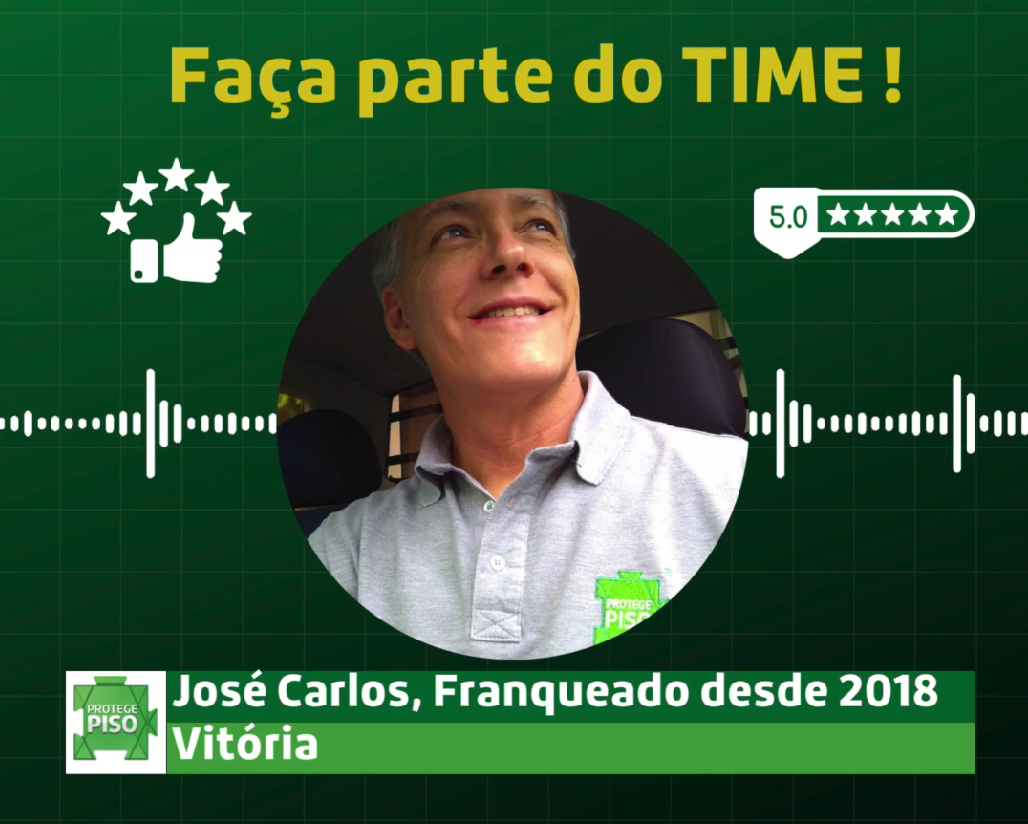 Faça parte do TIME !
5.0
PROTEGE
PISO
PROTEGE
PISO
José Carlos, Franqueado desde 2018
Vitória